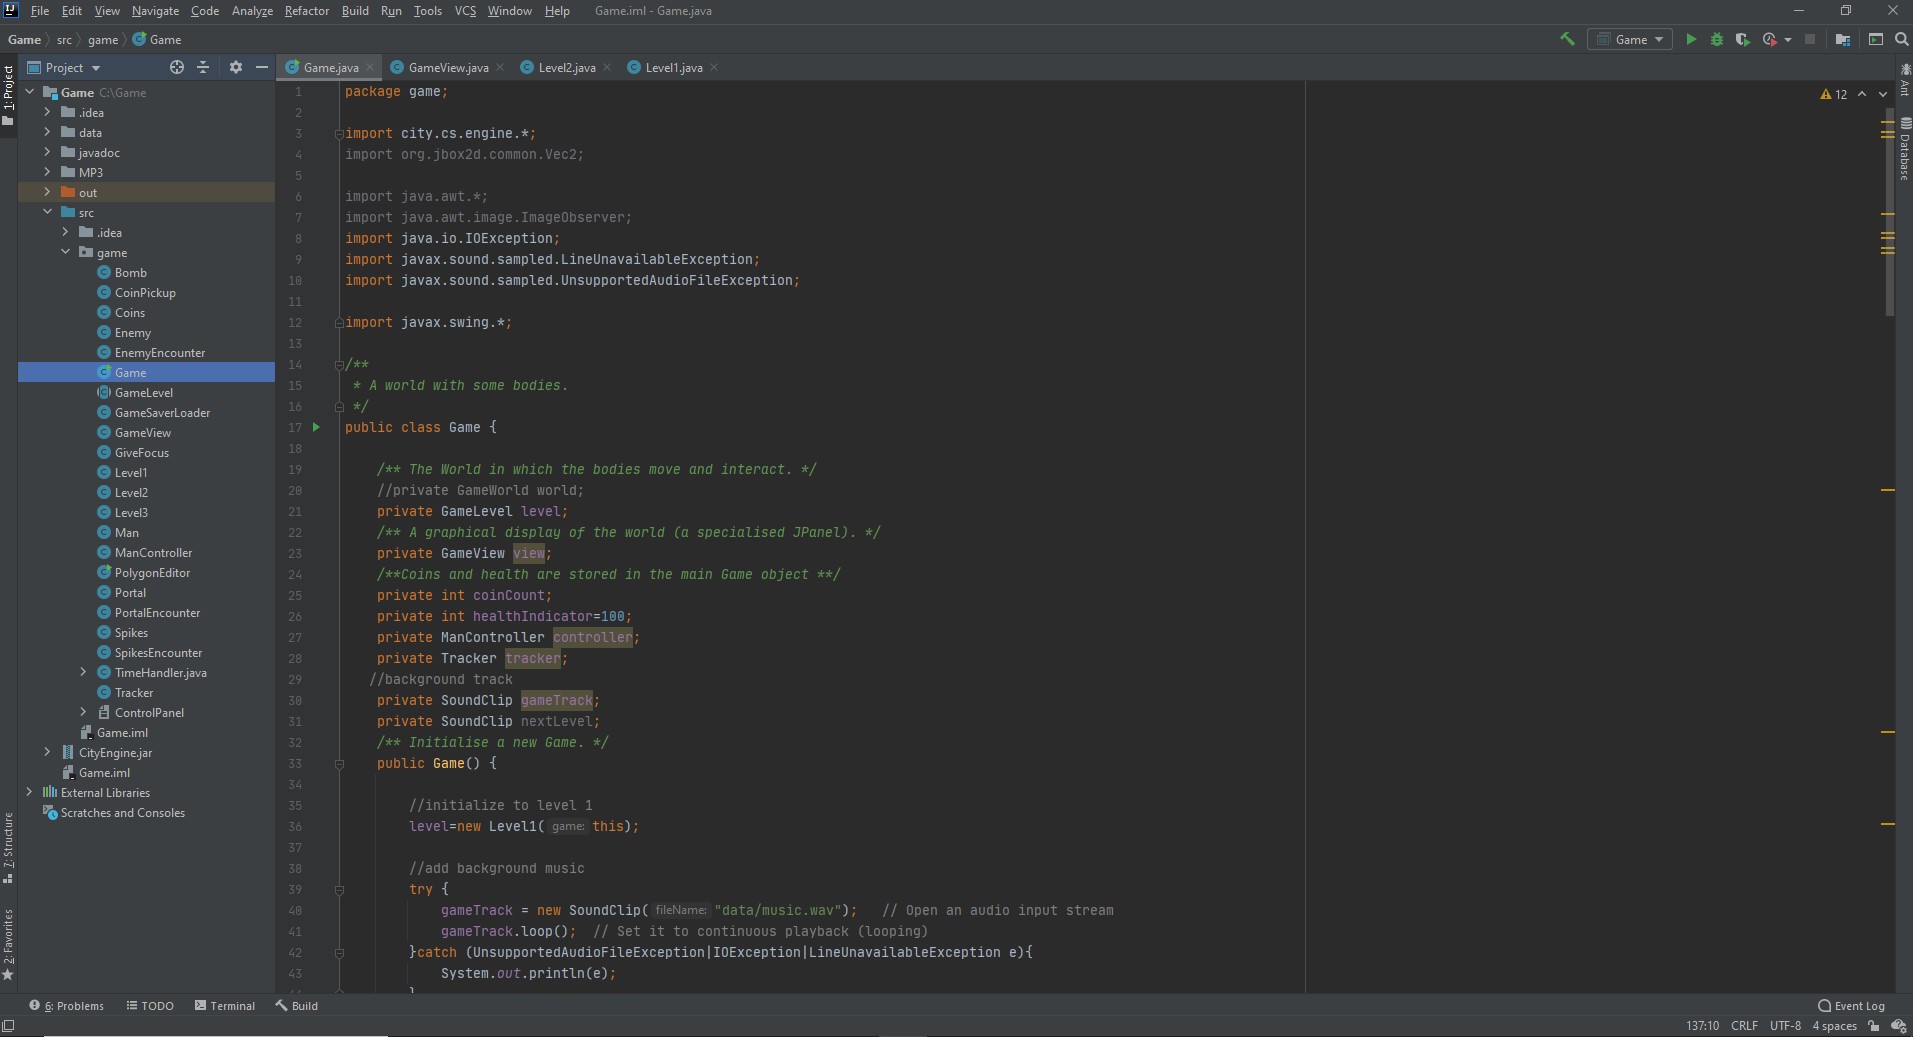 File Edit View Navigate Code Analyze Refactor Build Run Tools VCS Window Help Game.iml - Game.java
Game src game Game
Game
Project
Game.java GameView.java Level2.java Level1.java
1: Project
7: Structure
2: Favorites
Game C:\Game
.idea
data
javadoc
MP3
out
src
.idea
game
Bomb
CoinPickup
Coins
Enemy
EnemyEncounter
Game
GameLevel
GameSaverLoader
GameView
GiveFocus
Level1
Level2
Level3
Man
ManController
PolygonEditor
Portal
PortalEncounter
Spikes
SpikesEncounter
TimeHandler.java
Tracker
ControlPanel
Game.iml
CityEngine.jar
Game.iml
External Libraries
Scratches and Consoles
1 package game;
2
3 import city.cs.engine.*;
4 import org.jbox2d.common.Vec2;
5
6 import java.awt.*;
7 import java.awt.image.ImageObserver;
8 import java.io.IOException;
9 import javax.sound.sampled.LineUnavailableException;
10 import javax.sound.sampled.UnsupportedAudioFileException;
11
12 import javax.swing.*;
13
14 /**
15 * A world with some bodies.
16 */
17 public class Game {
18
19 /** The World in which the bodies move and interact. */
20 //private GameWorld world;
21 private GameLevel level;
22 /** A graphical display of the world (a specialised JPanel). */
23 private GameView view;
24 /**Coins and health are stored in the main Game object **/
25 private int coinCount;
26 private int healthIndicator=100;
27 private ManController controller;
28 private Tracker tracker;
29 //background track
30 private SoundClip gameTrack;
31 private SoundClip nextLevel;
32 /** Initialise a new Game. */
33 public Game() {
34
35 //initialize to level 1
36 level=new Level1( game: this);
37
38 //add background music
39 try {
40 gameTrack = new SoundClip( fileName: "data/music.wav"); // Open an audio input stream
41 gameTrack.loop(); // Set it to continuous playback (looping)
42 }catch (UnsupportedAudioFileException|IOException|LineUnavailableException e){
43 System.out.println(e);
12
Ant
Database
6: Problems TODO Terminal Build Event Log
137:10 CRLF UTF-8 4 spaces